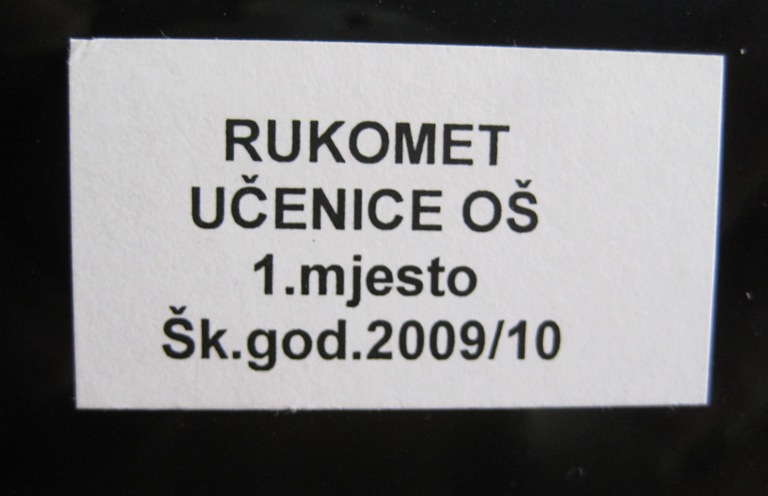 RUKOMET
UČENICE OŠ
1.mjesto
Šk.god.2009/10